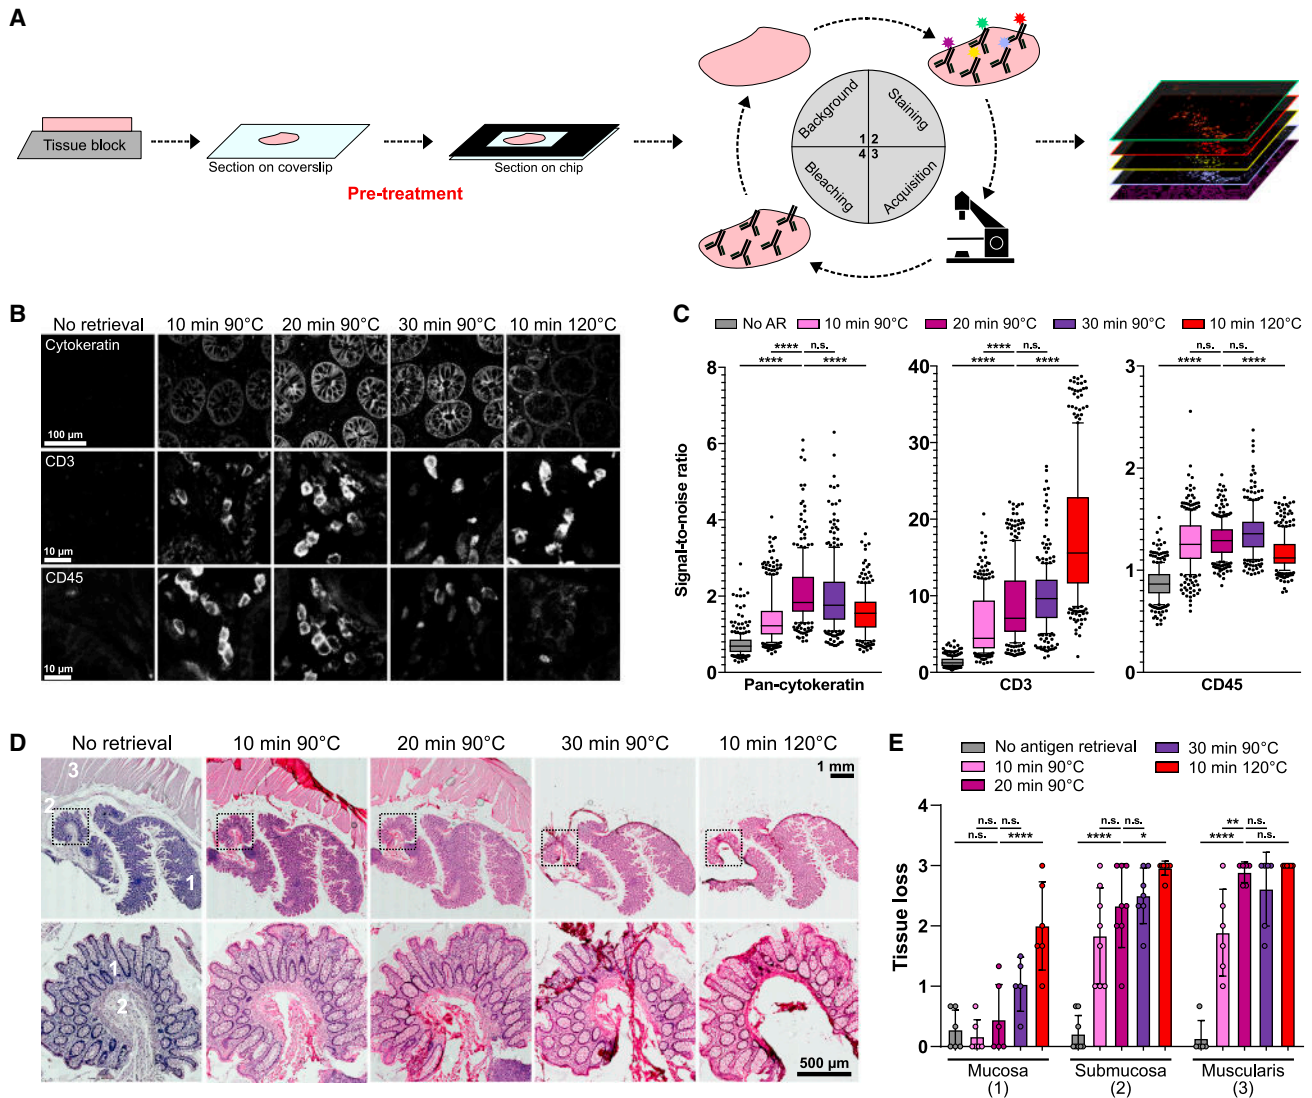 A
Tissue block
Section on coverslip
Section on chip
Pre-treatment
Background
Staining
1 2
4 3
Bleaching
Acquisition
B
No retrieval 10 min 90°C 20 min 90°C 30 min 90°C 10 min 120°C
Cytokeratin
100 µm
CD3
10 µm
CD45
10 µm
C
No AR 10 min 90°C 20 min 90°C 30 min 90°C 10 min 120°C
Signal-to-noise ratio
**** n.s.
**** ****
8
6
4
2
0
Pan-cytokeratin
**** n.s.
**** ****
40
30
20
10
0
CD3
n.s. n.s.
**** ****
3
2
1
0
CD45
D
No retrieval 10 min 90°C 20 min 90°C 30 min 90°C 10 min 120°C
3
2
1
1 mm
1
2
500 µm
E
No antigen retrieval
10 min 90°C
20 min 90°C
30 min 90°C
10 min 120°C
Tissue loss
4
3
2
1
0
n.s. n.s.
n.s. ****
n.s. n.s.
**** *
** n.s.
**** n.s.
Mucosa
(1)
Submucosa
(2)
Muscularis
(3)